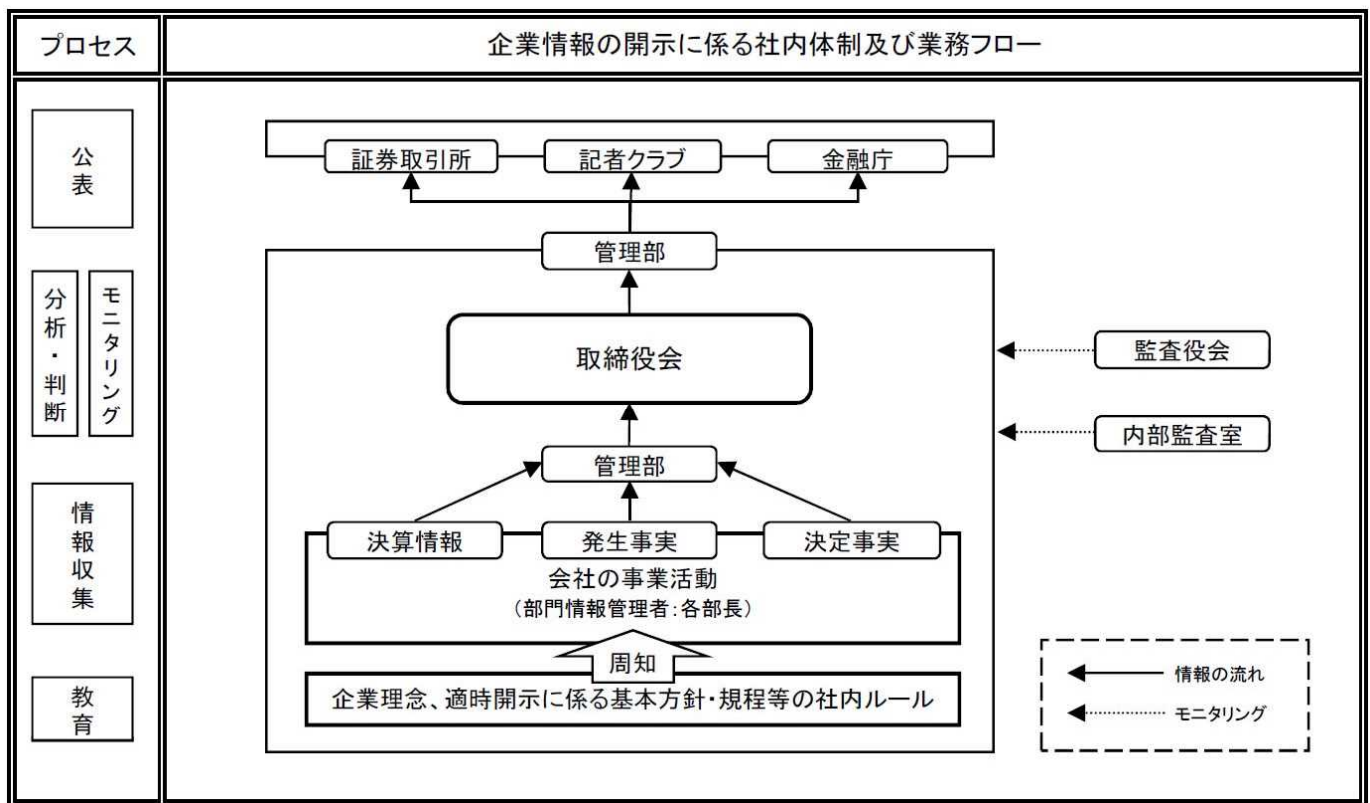 プロセス
企業情報の開示に係る社内体制及び業務フロー
公表
証券取引所
記者クラブ
金融庁
管理部
分析・判断
モニタリング
取締役会
監査役会
内部監査室
管理部
情報収集
決算情報
発生事実
決定事実
会社の事業活動
（部門情報管理者：各部長）
周知
教育
企業理念、適時開示に係る基本方針・規程等の社内ルール
情報の流れ
モニタリング